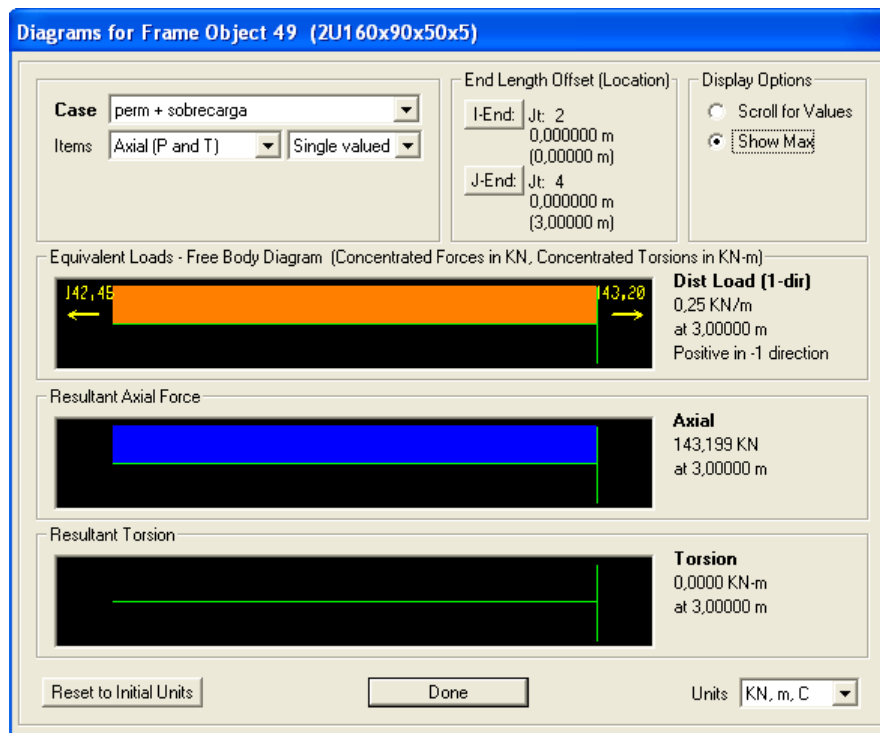 Diagrams for Frame Object 49 (2U160x90x50x5)
Case perm + sobrecarga
Items Axial (P and T) Single valued
End Length Offset (Location)
I-End: Jt: 2
0,000000 m
(0,00000 m)
J-End: Jt: 4
0,000000 m
(3,00000 m)
Display Options
Scroll for Values
Show Max
Equivalent Loads - Free Body Diagram (Concentrated Forces in KN, Concentrated Torsions in KN-m)
142,45 143,20
Dist Load (1-dir)
0,25 KN/m
at 3,00000 m
Positive in -1 direction
Resultant Axial Force
Axial
143,199 KN
at 3,00000 m
Resultant Torsion
Torsion
0,0000 KN-m
at 3,00000 m
Reset to Initial Units Done Units KN, m, C